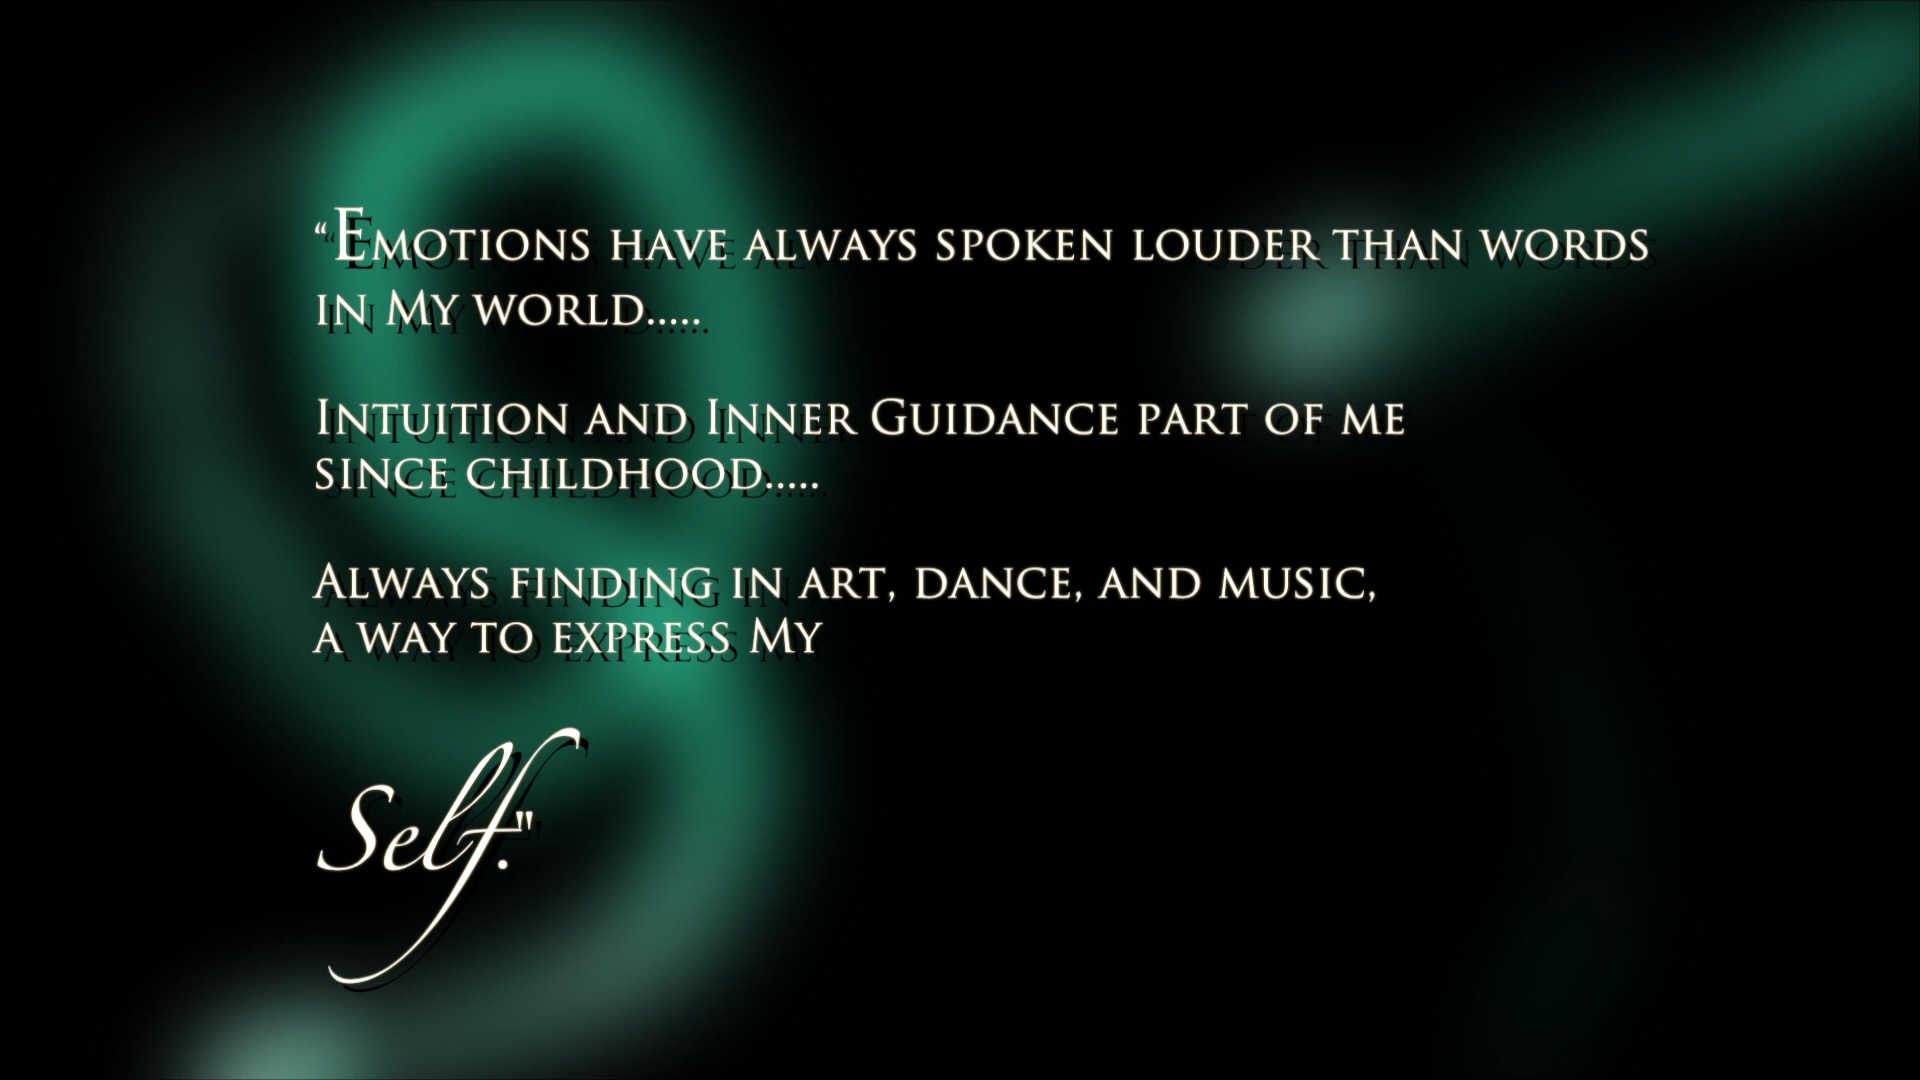 “Emotions have always spoken louder than words
in My world.....
Intuition and Inner Guidance part of me
since childhood.....
Always finding in art, dance, and music,
a way to express My
Self."